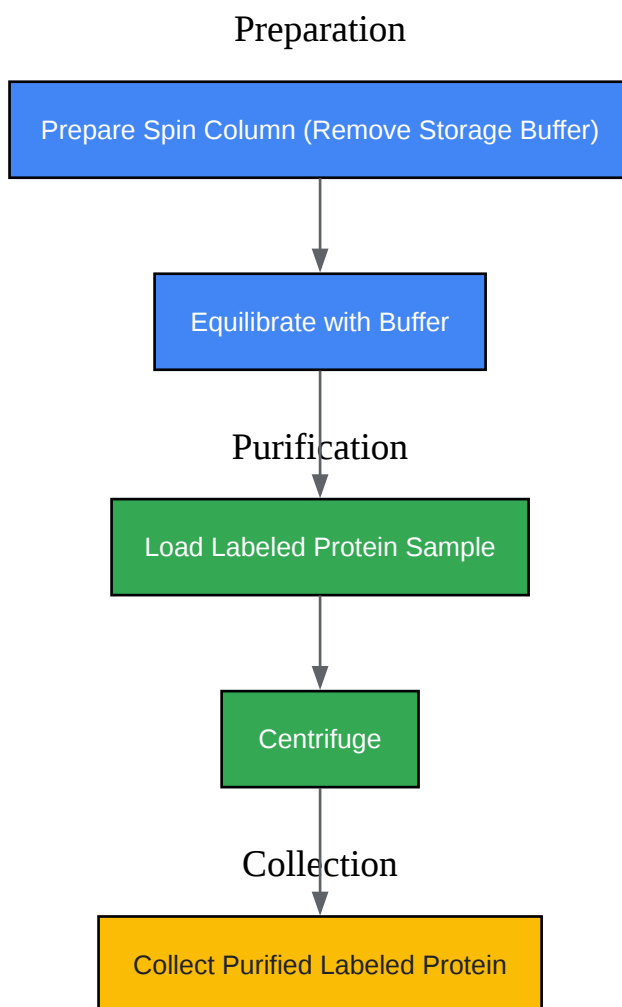 Preparation
Prepare Spin Column (Remove Storage Buffer)
Equilibrate with Buffer
Purification
Load Labeled Protein Sample
Centrifuge
Collection
Collect Purified Labeled Protein